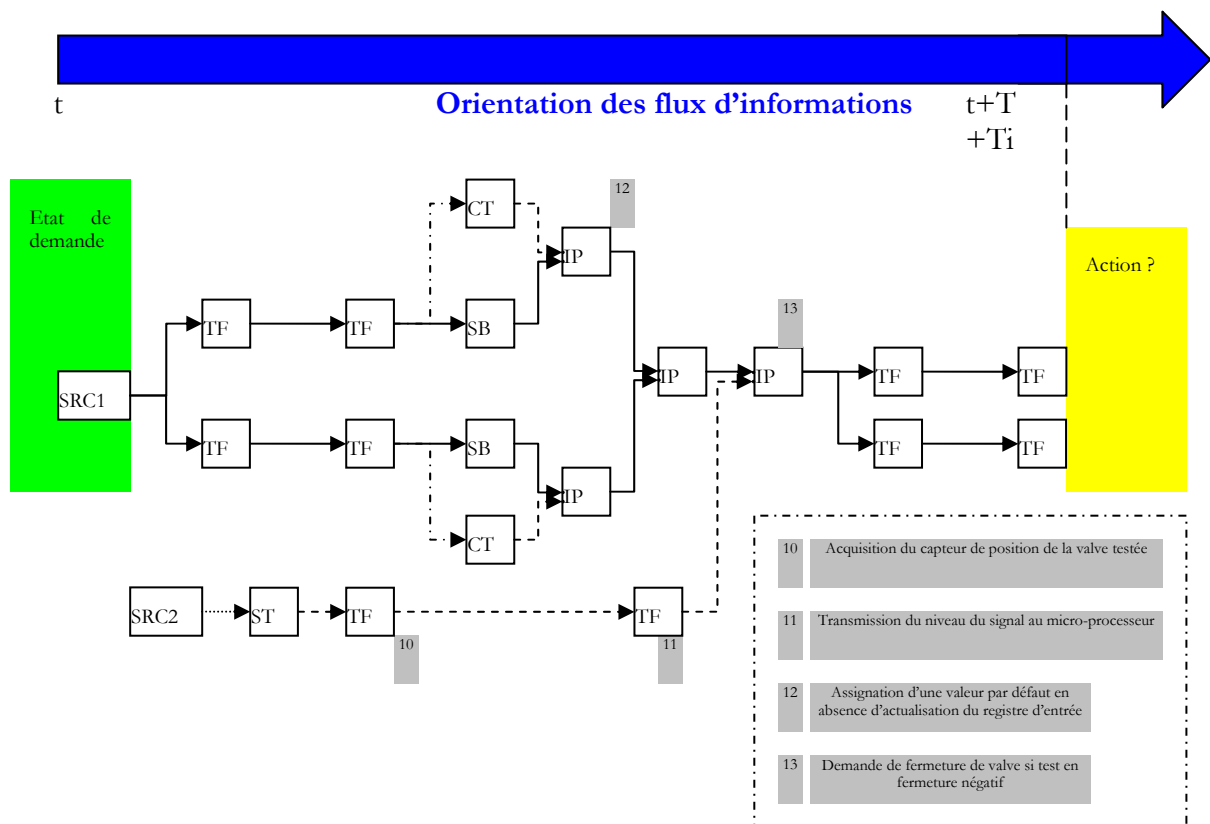 t
Orientation des flux d'informations
t+T
+Ti
Etat de
demande
12
CT
IP
Action ?
TF
TF
SB
13
IP
IP
TF
TF
SRC1
TF
TF
SB
TF
TF
IP
CT
10
Acquisition du capteur de position de la valve testée
SRC2
ST
TF
TF
10
11
11
Transmission du niveau du signal au micro-processeur
12
Assignation d'une valeur par défaut en
absence d'actualisation du registre d'entrée
13
Demande de fermeture de valve si test en
fermeture négatif